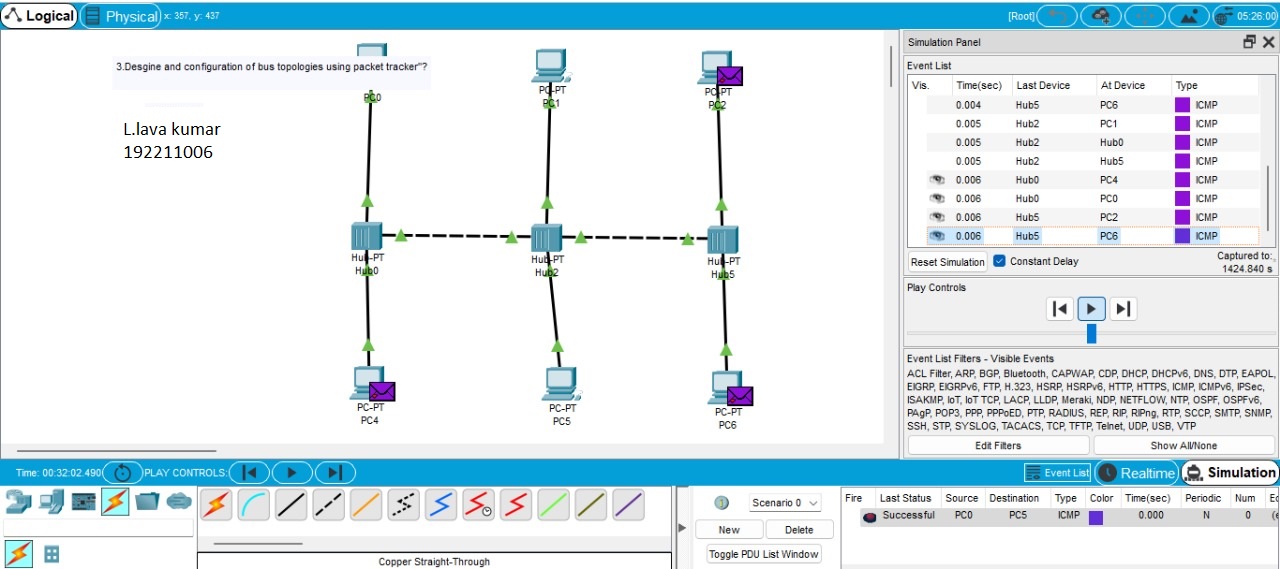 Logical
Physical x: 357, y: 437
[Root]
05:26:00
3.Desgine and configuration of bus topologies using packet tracker"?
L.lava kumar
192211006
PC0
PC-PT
PC1
PC-PT
PC2
Hub-PT
Hub0
Hub-PT
Hub2
Hub-PT
Hub5
PC-PT
PC4
PC-PT
PC5
PC-PT
PC6
Simulation Panel
Event List
Vis. Time(sec) Last Device At Device Type
0.004 Hub5 PC6 ICMP
0.005 Hub2 PC1 ICMP
0.005 Hub2 Hub0 ICMP
0.005 Hub2 Hub5 ICMP
0.006 Hub0 PC4 ICMP
0.006 Hub0 PC0 ICMP
0.006 Hub5 PC2 ICMP
0.006 Hub5 PC6 ICMP
Reset Simulation Constant Delay
Captured to:
1424.840 s
Play Controls
Event List Filters - Visible Events
ACL Filter, ARP, BGP, Bluetooth, CAPWAP, CDP, DHCP, DHCPv6, DNS, DTP, EAPOL,
EIGRP, EIGRPv6, FTP, H.323, HSRP, HSRPv6, HTTP, HTTPS, ICMP, ICMPv6, IPSec,
ISAKMP, IoT, IoT TCP, LACP, LLDP, Meraki, NDP, NETFLOW, NTP, OSPF, OSPFv6,
PAgP, POP3, PPP, PPPoED, PTP, RADIUS, REP, RIP, RIPng, RTP, SCCP, SMTP, SNMP,
SSH, STP, SYSLOG, TACACS, TCP, TFTP, Telnet, UDP, USB, VTP
Edit Filters Show All/None
Time: 00:32:02.490 PLAY CONTROLS:
Event List Realtime Simulation
Copper Straight-Through
Scenario 0
New Delete
Toggle PDU List Window
Fire Last Status Source Destination Type Color Time(sec) Periodic Num
Successful PC0 PC5 ICMP 0.000 N 0 (e